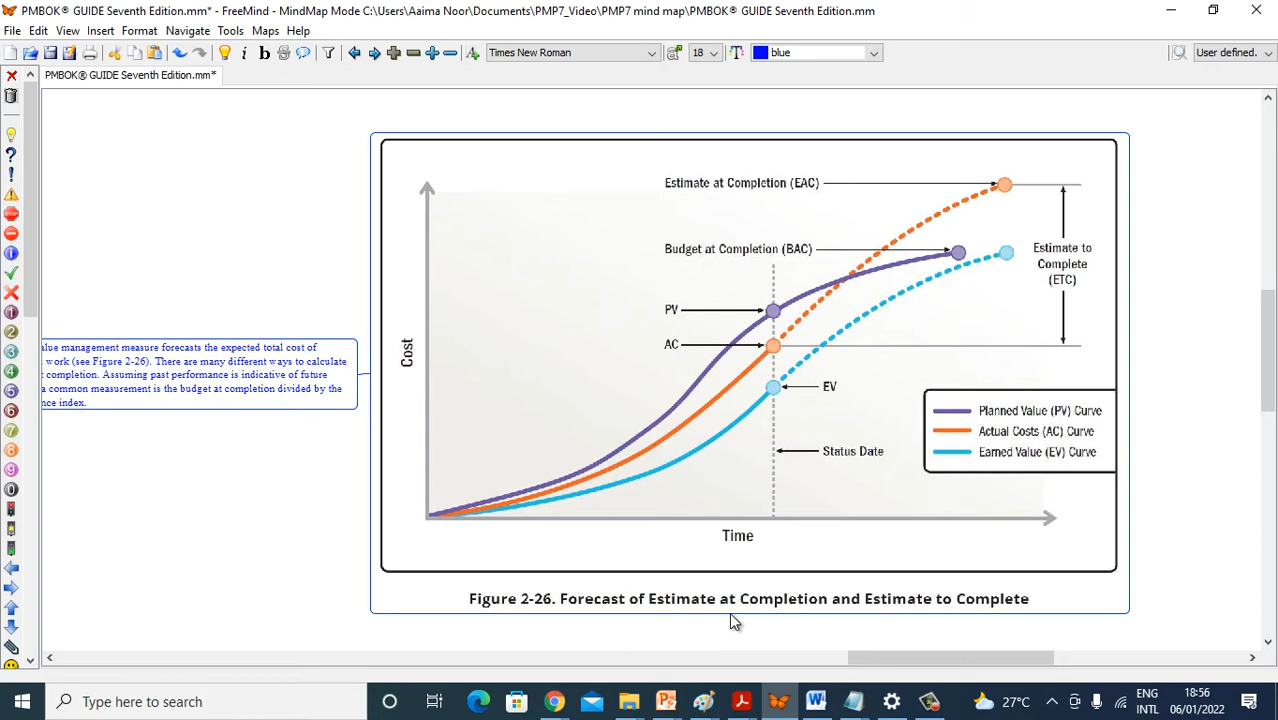 PMBOK® GUIDE Seventh Edition.mm* - FreeMind - MindMap Mode C:\Users\Aaima Noor\Documents\PMP7_Video\PMP7 mind map\PMBOK® GUIDE Seventh Edition.mm
File Edit View Insert Format Navigate Tools Maps Help
Times New Roman 18 blue User defined.
PMBOK® GUIDE Seventh Edition.mm*
Estimate at Completion (EAC)
Budget at Completion (BAC)
Estimate to
Complete
(ETC)
PV
AC
EV
Cost
alue management measure forecasts the expected total cost of
work (see Figure 2-26). There are many different ways to calculate
t completion. Assuming past performance is indicative of future
a common measurement is the budget at completion divided by the
nce index.
Planned Value (PV) Curve
Actual Costs (AC) Curve
Earned Value (EV) Curve
Status Date
Time
Figure 2-26. Forecast of Estimate at Completion and Estimate to Complete
Type here to search
27°C
ENG
INTL
18:56
06/01/2022